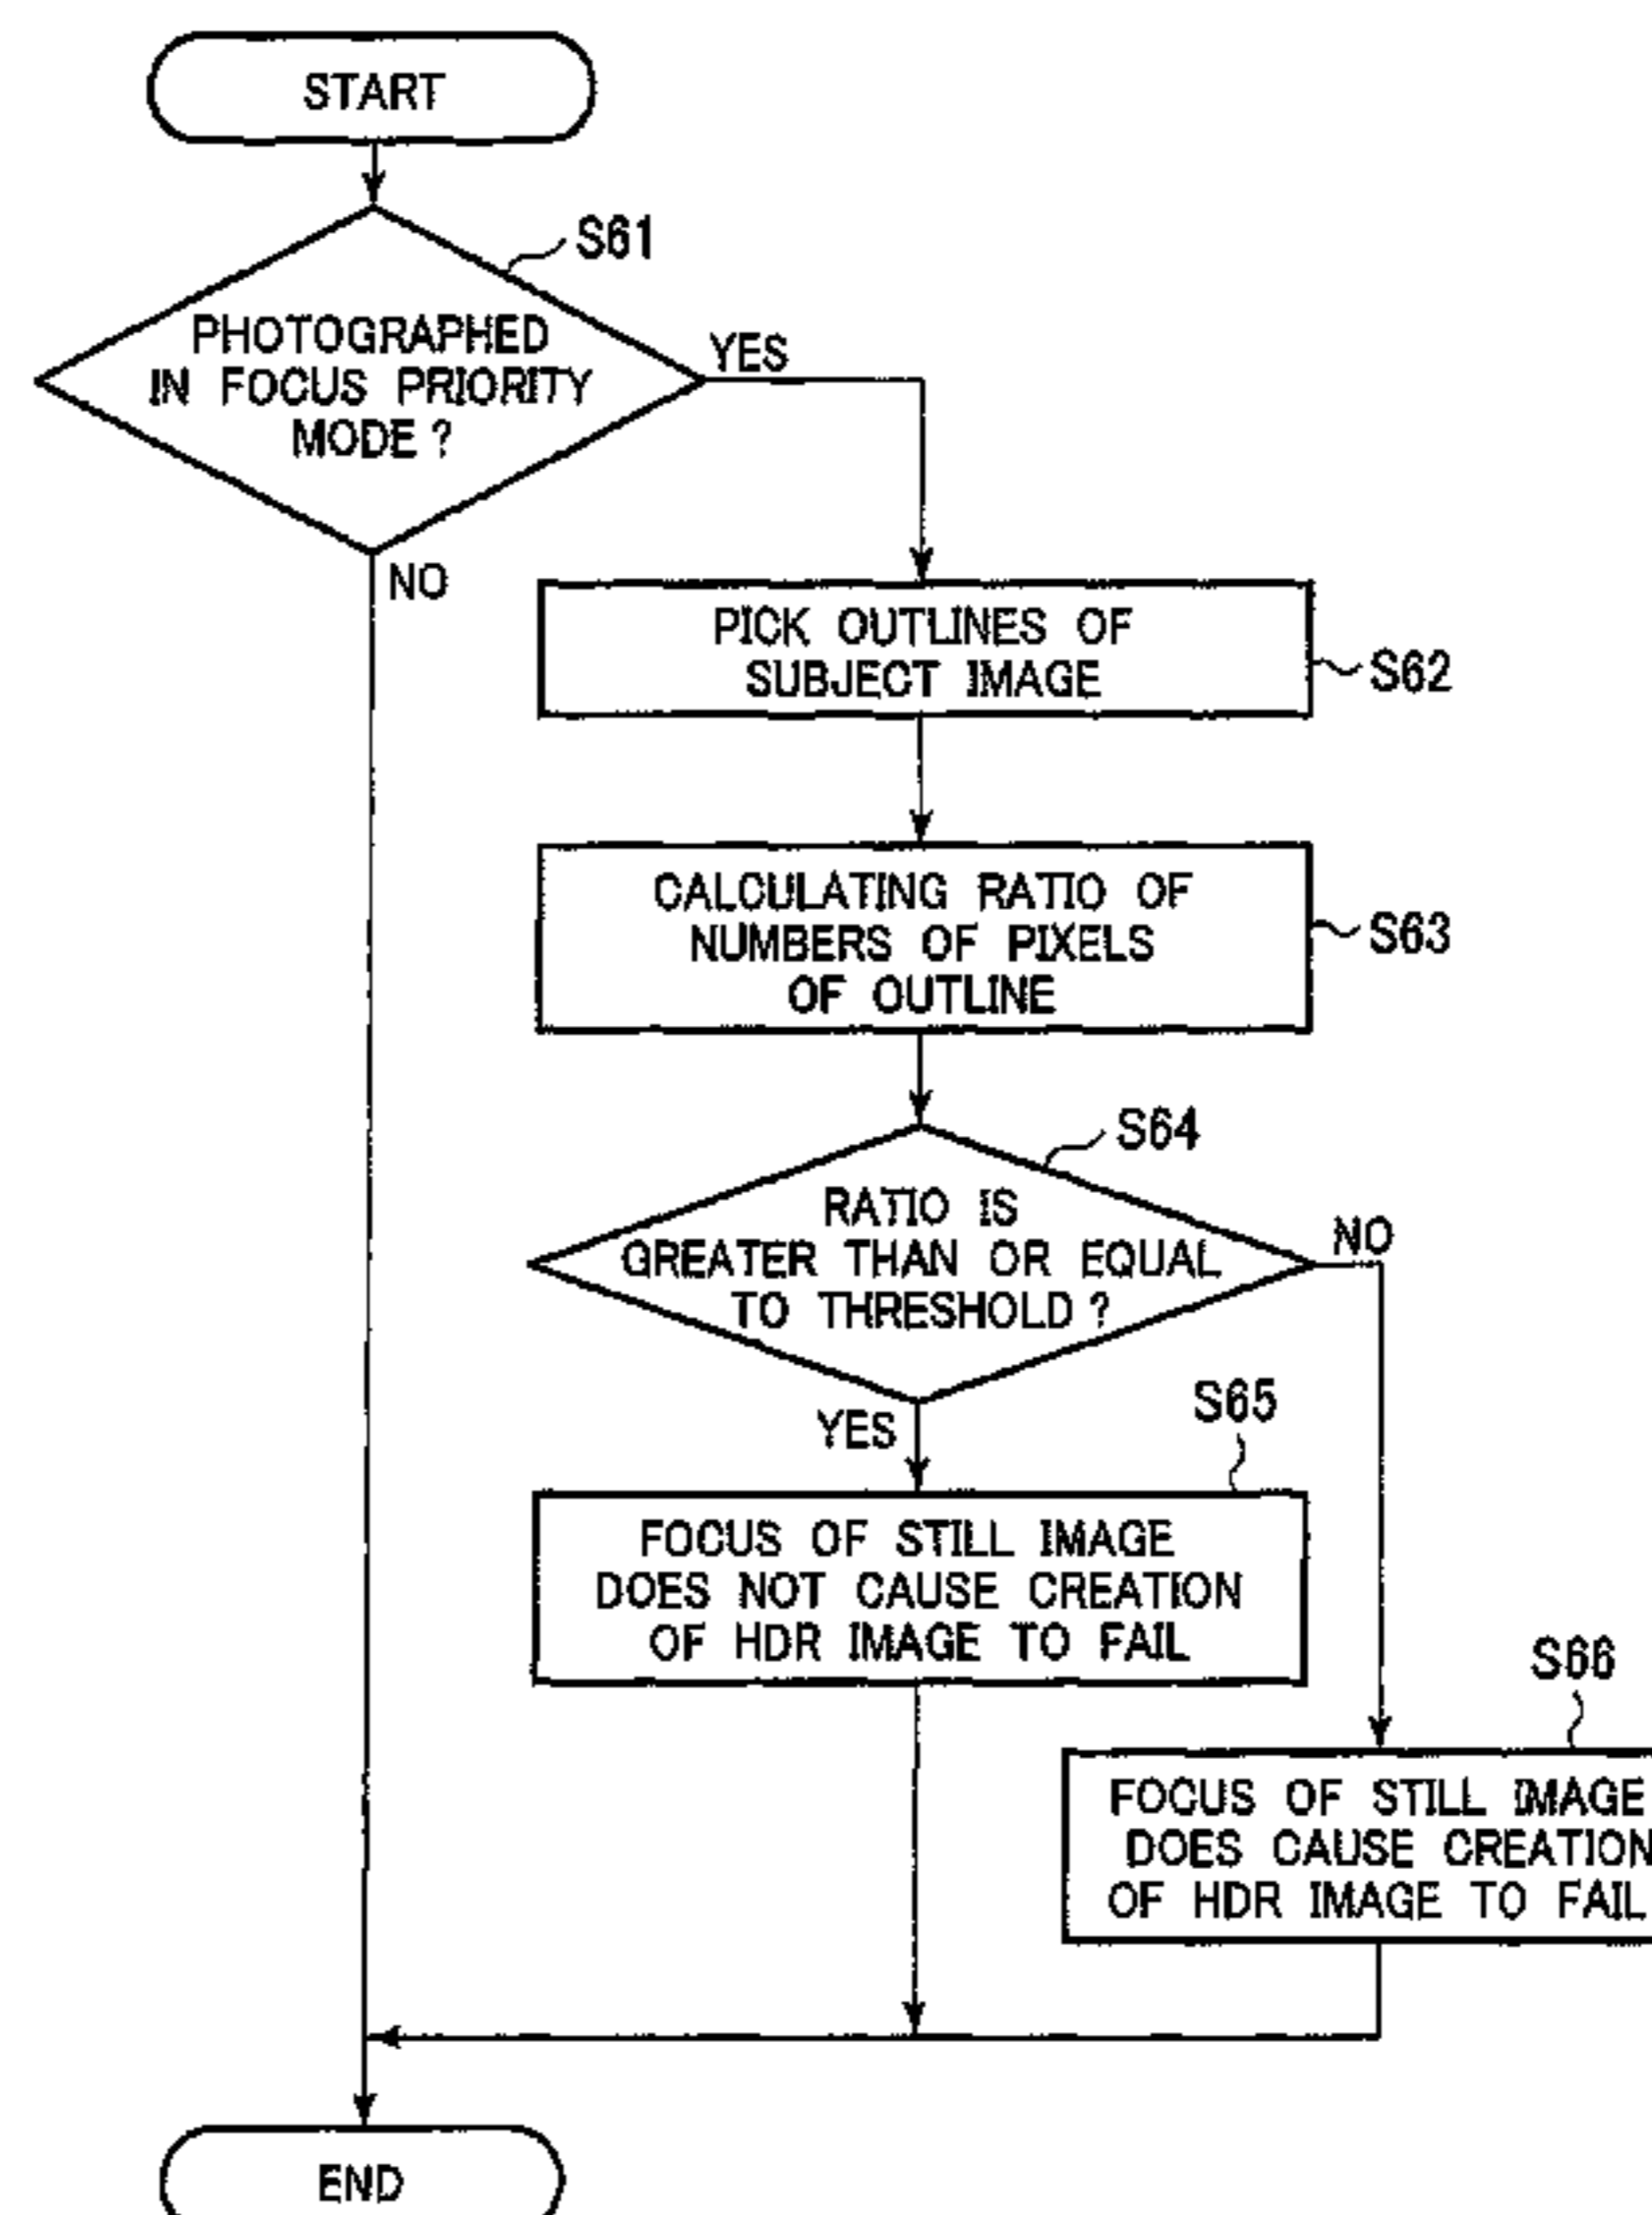 START
S61
PHOTOGRAPHED
IN FOCUS PRIORITY
MODE ?
YES
NO
PICK OUTLINES OF
SUBJECT IMAGE
S62
CALCULATING RATIO OF
NUMBERS OF PIXELS
OF OUTLINE
S63
S64
RATIO IS
GREATER THAN OR EQUAL
TO THRESHOLD ?
NO
YES
S65
FOCUS OF STILL IMAGE
DOES NOT CAUSE CREATION
OF HDR IMAGE TO FAIL
S66
FOCUS OF STILL IMAGE
DOES CAUSE CREATION
OF HDR IMAGE TO FAIL
END